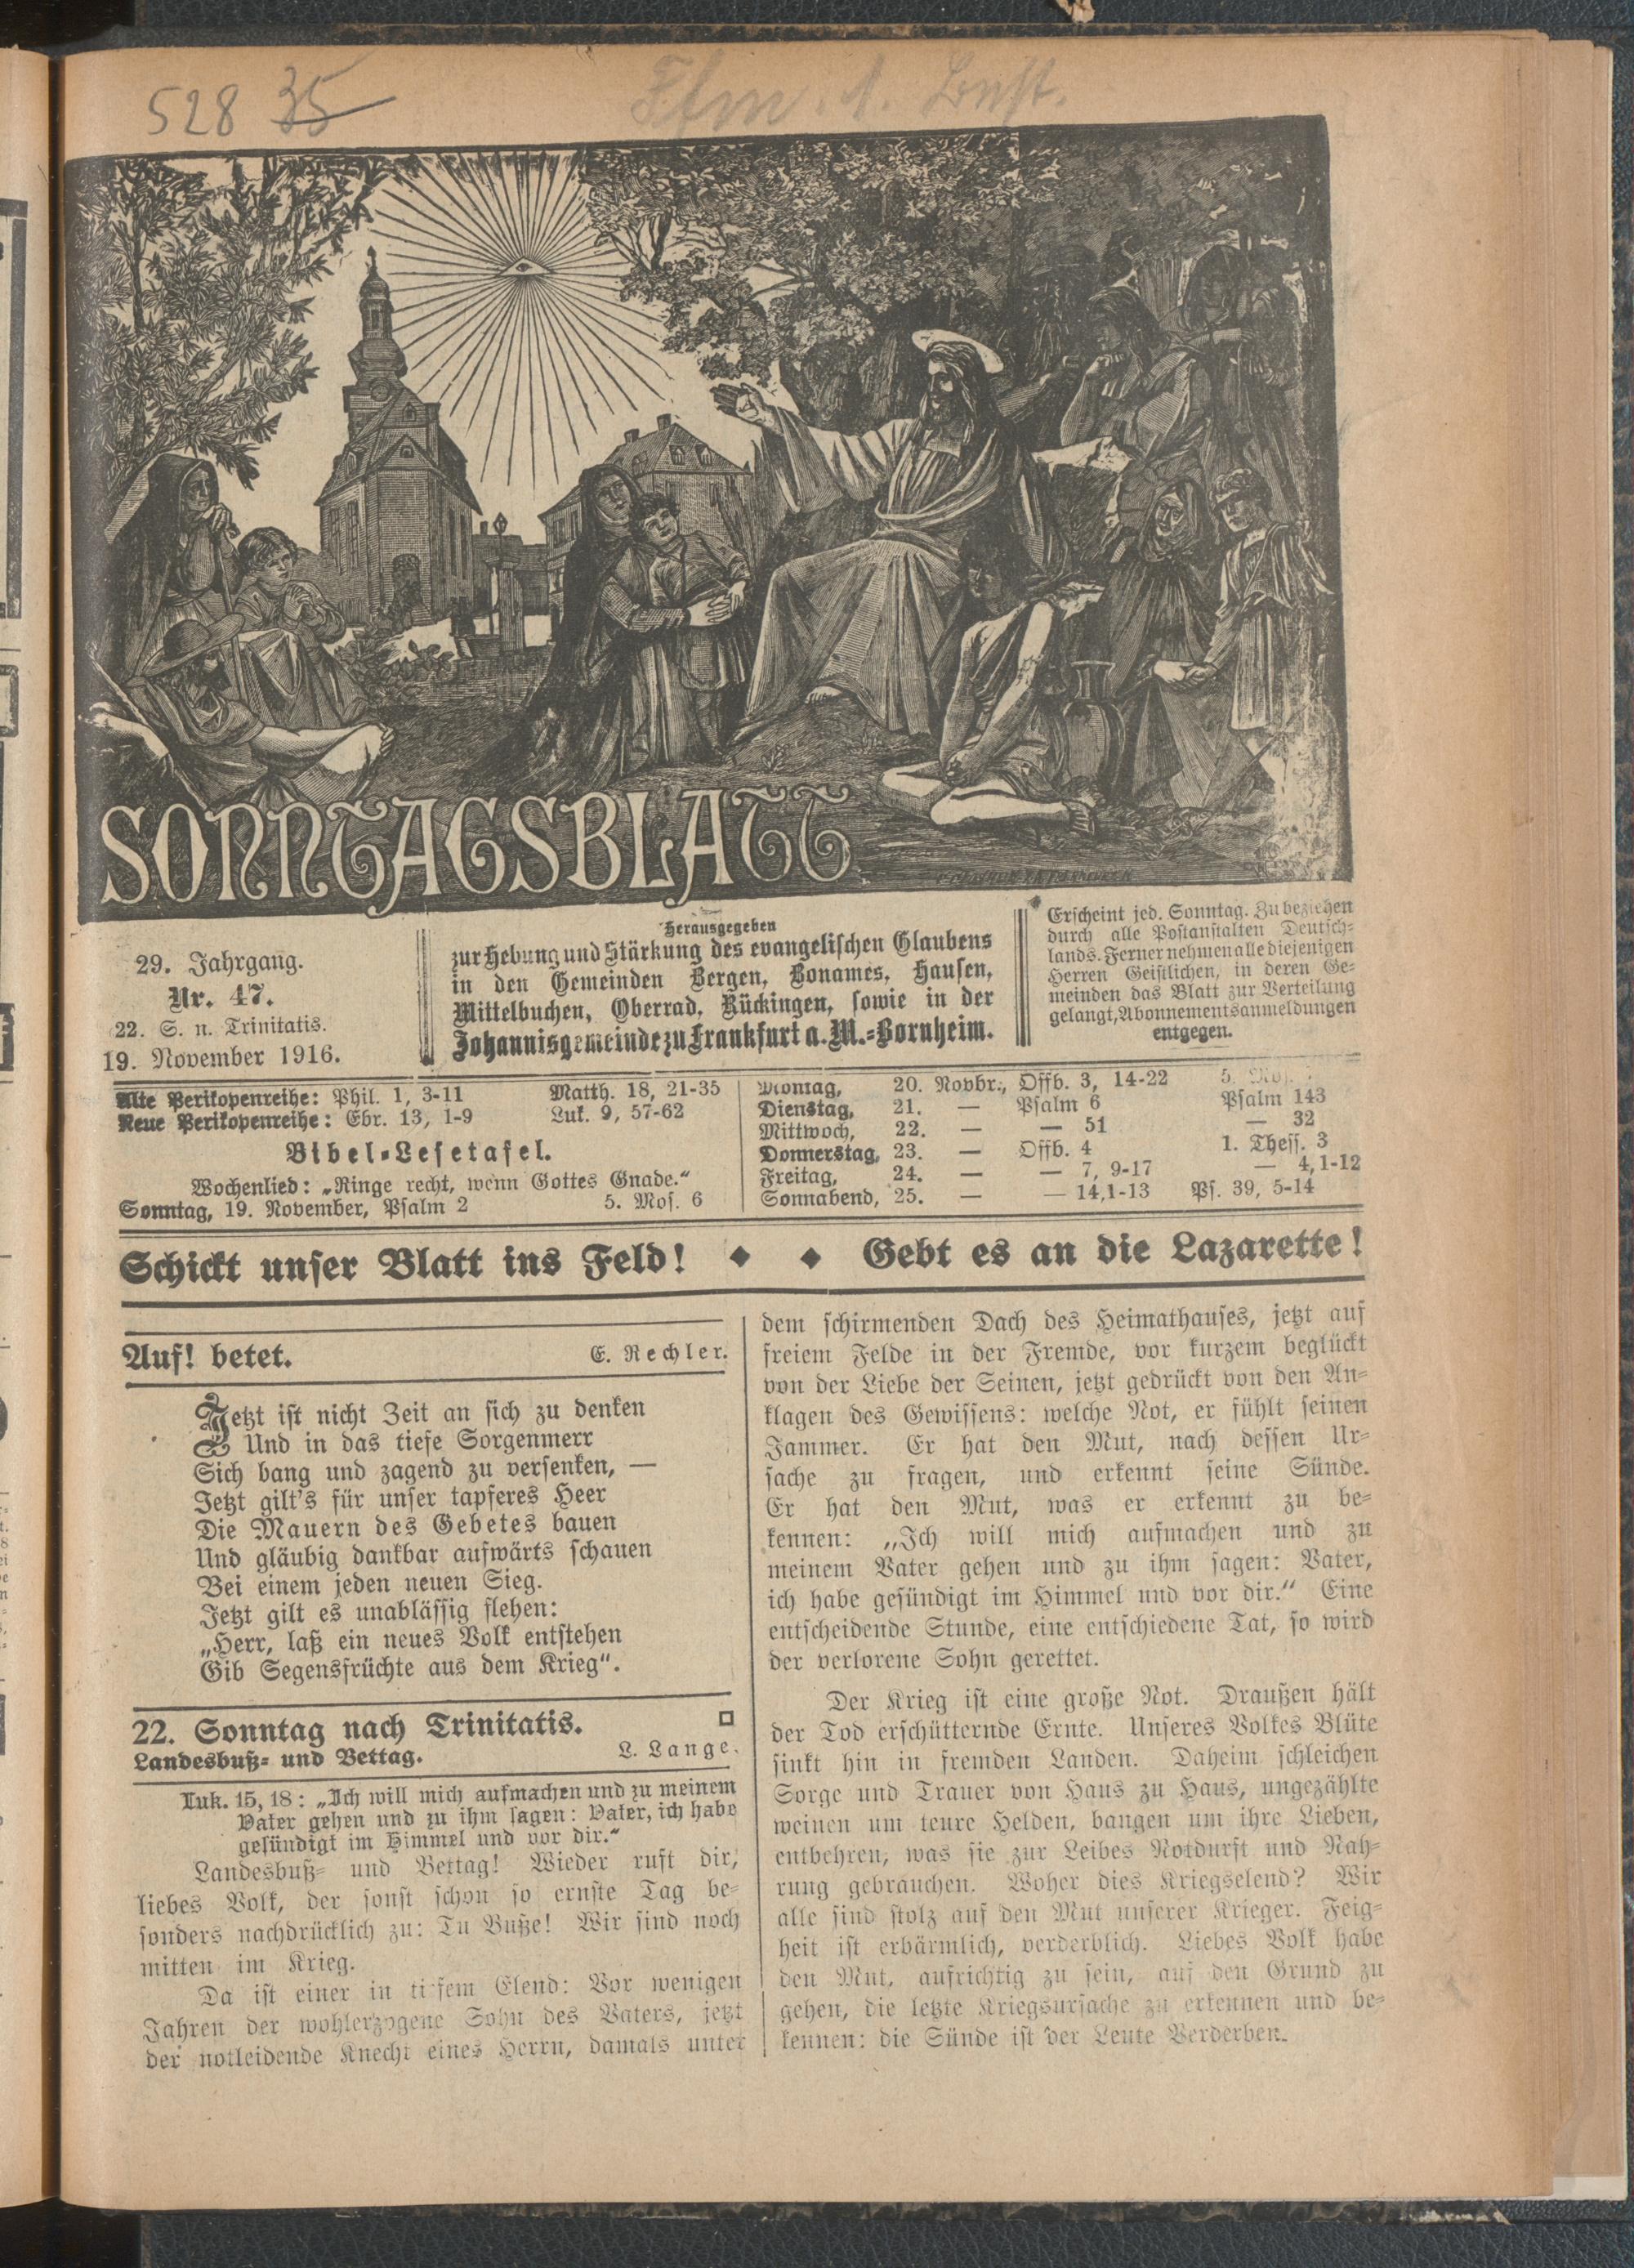 528 35
SONNTAGSBLATT
29. Jahrgang.
Nr. 47.
22. S. n. Trinitatis.
19. November 1916.
Herausgegeben
zur Hebung und Stärkung des evangelischen Glaubens
in den Gemeinden Bergen, Bonames, Hausen,
Mittelbuchen, Oberrad, Rückingen, sowie in der
Johannisgemeinde zu Frankfurt a. M.-Bornheim.
Erscheint jed. Sonntag. Zu beziehen
durch alle Postanstalten Deutsch-
lands. Ferner nehmen alle diejenigen
Herren Geistlichen, in deren Ge-
meinden das Blatt zur Verteilung
gelangt, Abonnementsanmeldungen
entgegen.
Alte Perikopenreihe: Phil. 1, 3-11 Matth. 18, 21-35
Neue Perikopenreihe: Ebr. 13, 1-9 Luk. 9, 57-62
Bibel-Lesetafel.
Wochenlied: „Ringe recht, wenn Gottes Gnade.“
Sonntag, 19. November, Psalm 2 5. Mos. 6
Montag, 20. Novbr., Offb. 3, 14-22 5. Mos.
Dienstag, 21. — Psalm 6 Psalm 143
Mittwoch, 22. — — 51 — 32
Donnerstag, 23. — Offb. 4 1. Thess. 3
Freitag, 24. — — 7, 9-17 — 4, 1-12
Sonnabend, 25. — — 14,1-13 Ps. 39, 5-14
Schickt unser Blatt ins Feld! ◆ ◆ Gebt es an die Lazarette!
Auf! betet. E. Rechler.
Jetzt ist nicht Zeit an sich zu denken
Und in das tiefe Sorgenmerr
Sich bang und zagend zu versenken, —
Jetzt gilt's für unser tapferes Heer
Die Mauern des Gebetes bauen
Und gläubig dankbar aufwärts schauen
Bei einem jeden neuen Sieg.
Jetzt gilt es unablässig flehen:
„Herr, laß ein neues Volk entstehen
Gib Segensfrüchte aus dem Krieg“.
22. Sonntag nach Trinitatis.
Landesbuß- und Bettag. L. Lange.
Luk. 15, 18: „Ich will mich aufmachen und zu meinem
Vater gehen und zu ihm sagen: Vater, ich habe
gesündigt im Himmel und vor dir.“
Landesbuß- und Bettag! Wieder ruft dir,
liebes Volk, der sonst schon so ernste Tag be-
sonders nachdrücklich zu: Tu Buße! Wir sind noch
mitten im Krieg.
Da ist einer in tiefem Elend: Vor wenigen
Jahren der wohlerzogene Sohn des Vaters, jetzt
der notleidende Knecht eines Herrn, damals unter
dem schirmenden Dach des Heimathauses, jetzt auf
freiem Felde in der Fremde, vor kurzem beglückt
von der Liebe der Seinen, jetzt gedrückt von den An-
klagen des Gewissens: welche Not, er fühlt seinen
Jammer. Er hat den Mut, nach dessen Ur-
sache zu fragen, und erkennt seine Sünde.
Er hat den Mut, was er erkennt zu be-
kennen: „Ich will mich aufmachen und zu
meinem Vater gehen und zu ihm sagen: Vater,
ich habe gesündigt im Himmel und vor dir.“ Eine
entscheidende Stunde, eine entschiedene Tat, so wird
der verlorene Sohn gerettet.
Der Krieg ist eine große Not. Draußen hält
der Tod erschütternde Ernte. Unseres Volkes Blüte
sinkt hin in fremden Landen. Daheim schleichen
Sorge und Trauer von Haus zu Haus, ungezählte
weinen um teure Helden, bangen um ihre Lieben,
entbehren, was sie zur Leibes Notdurft und Nah-
rung gebrauchen. Woher dies Kriegselend? Wir
alle sind stolz auf den Mut unserer Krieger. Feig-
heit ist erbärmlich, verderblich. Liebes Volk habe
den Mut, aufrichtig zu sein, auf den Grund zu
gehen, die letzte Kriegsursache zu erkennen und be-
kennen: die Sünde ist der Leute Verderben.